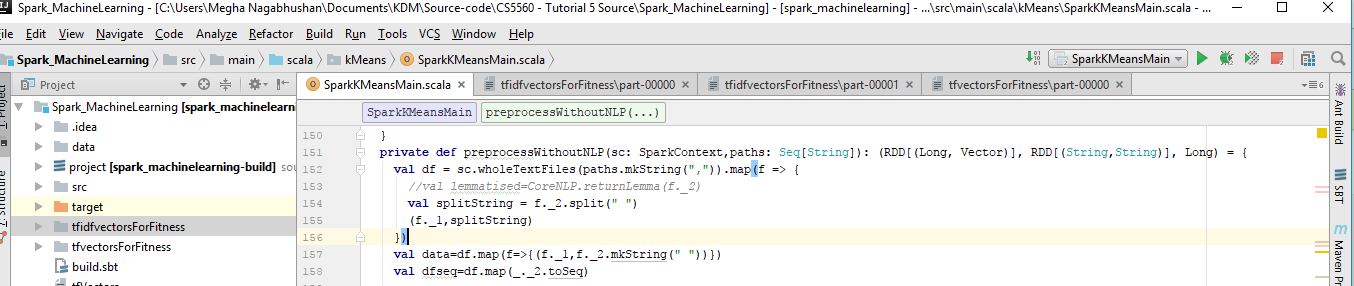 Spark_MachineLearning - [C:\Users\Megha Nagabhushan\Documents\KDM\Source-code\CS5560 - Tutorial 5 Source\Spark_MachineLearning] - [spark_machinelearning] - ...\src\main\scala\kMeans\SparkKMeansMain.scala - ...
File Edit View Navigate Code Analyze Refactor Build Run Tools VCS Window Help
Spark_MachineLearning src main scala kMeans SparkKMeansMain.scala SparkKMeansMain
Project SparkKMeansMain.scala tfidfvectorsForFitness\part-00000 tfidfvectorsForFitness\part-00001 tfvectorsForFitness\part-00000 6
Spark_MachineLearning [spark_machinelearn
.idea
data
project [spark_machinelearning-build] sou
src
target
tfidfvectorsForFitness
tfvectorsForFitness
build.sbt
SparkKMeansMain preprocessWithoutNLP(...)
150 }
151 private def preprocessWithoutNLP(sc: SparkContext,paths: Seq[String]): (RDD[(Long, Vector)], RDD[(String,String)], Long) = {
152 val df = sc.wholeTextFiles(paths.mkString(",")).map(f => {
153 //val lemmatised=CoreNLP.returnLemma(f._2)
154 val splitString = f._2.split(" ")
155 (f._1,splitString)
156 })
157 val data=df.map(f=>{(f._1,f._2.mkString(" "))})
158 val dfseq=df.map(_._2.toSeq)
1: Project
Z: Structure
Ant Build
SBT
Maven Pr